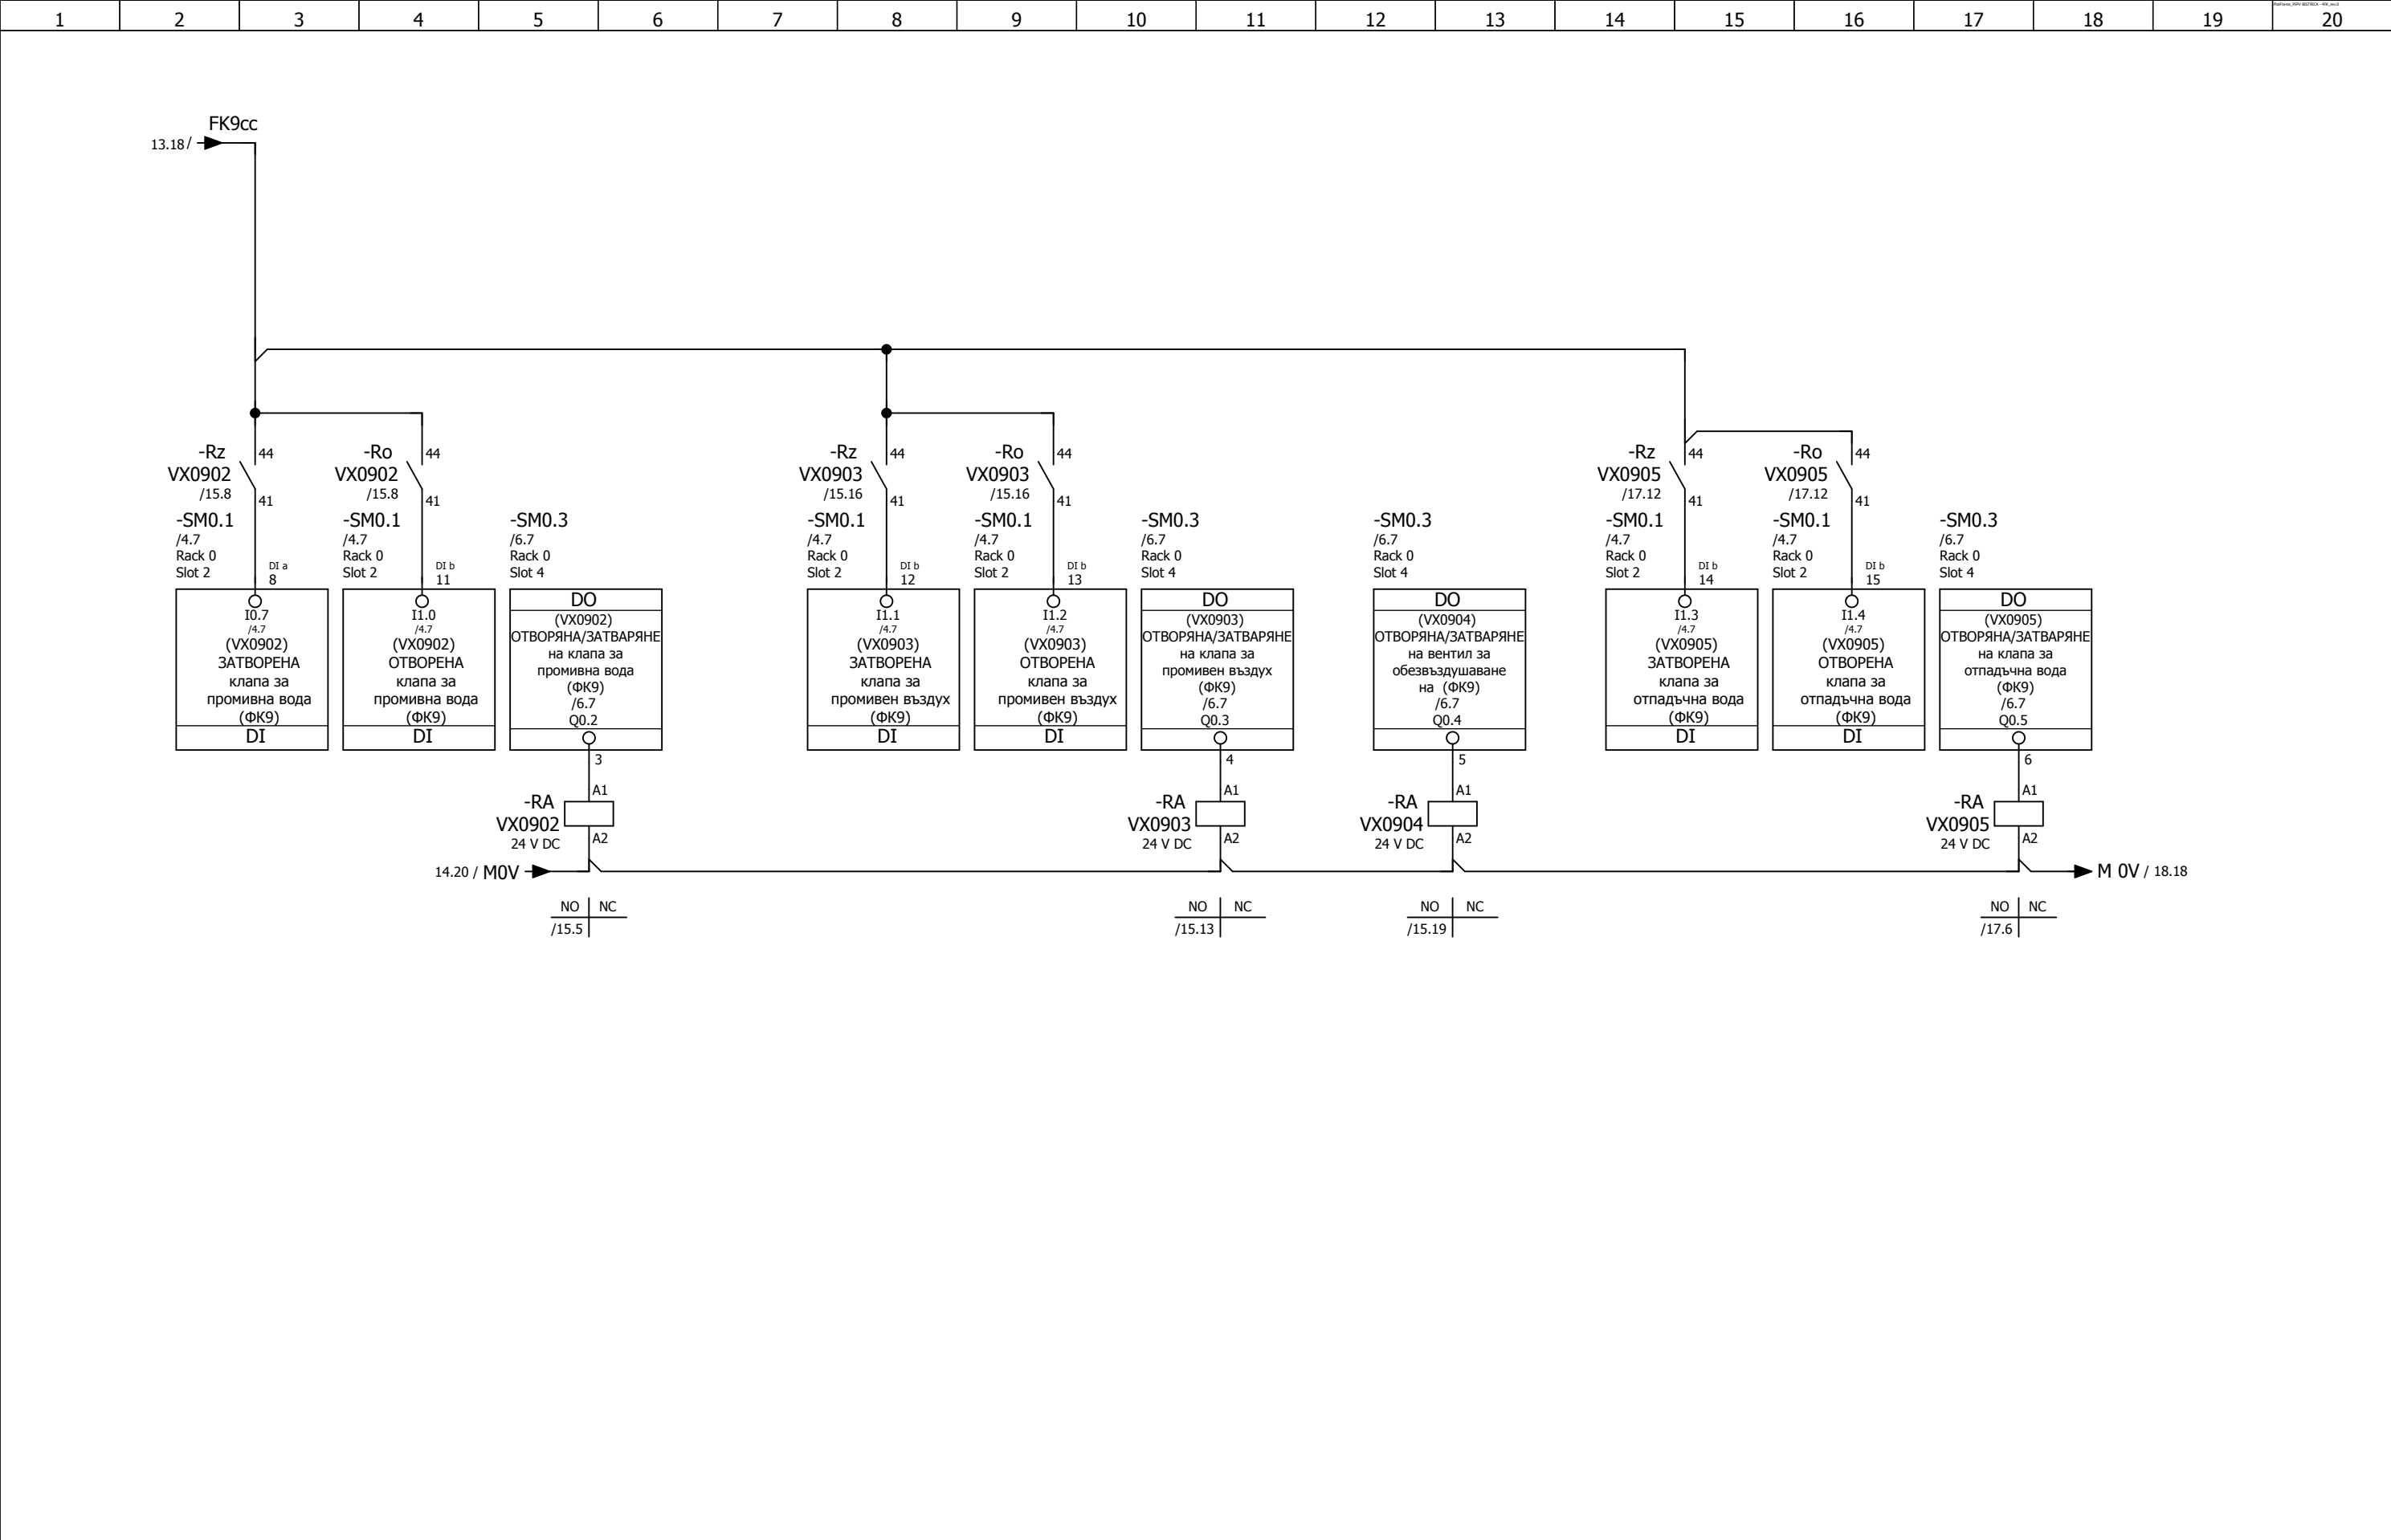 1 2 3 4 5 6 7 8 9 10 11 12 13 14 15 16 17 18 19 20
FK9cc
13.18 /
-Rz
VX0902
/15.8
44
41
-SM0.1
/4.7
Rack 0
Slot 2
DI a
8
I0.7
/4.7
(VX0902)
ЗАТВОРЕНА
клапа за
промивна вода
(ФК9)
DI
-Ro
VX0902
/15.8
44
41
-SM0.1
/4.7
Rack 0
Slot 2
DI b
11
I1.0
/4.7
(VX0902)
ОТВОРЕНА
клапа за
промивна вода
(ФК9)
DI
-SM0.3
/6.7
Rack 0
Slot 4
DO
(VX0902)
ОТВОРЯНА/ЗАТВАРЯНЕ
на клапа за
промивна вода
(ФК9)
/6.7
Q0.2
3
-RA
VX0902
24 V DC
A1
A2
14.20 / M0V
NO NC
/15.5
-Rz
VX0903
/15.16
44
41
-SM0.1
/4.7
Rack 0
Slot 2
DI b
12
I1.1
/4.7
(VX0903)
ЗАТВОРЕНА
клапа за
промивен въздух
(ФК9)
DI
-Ro
VX0903
/15.16
44
41
-SM0.1
/4.7
Rack 0
Slot 2
DI b
13
I1.2
/4.7
(VX0903)
ОТВОРЕНА
клапа за
промивен въздух
(ФК9)
DI
-SM0.3
/6.7
Rack 0
Slot 4
DO
(VX0903)
ОТВОРЯНА/ЗАТВАРЯНЕ
на клапа за
промивен въздух
(ФК9)
/6.7
Q0.3
4
-RA
VX0903
24 V DC
A1
A2
NO NC
/15.13
-SM0.3
/6.7
Rack 0
Slot 4
DO
(VX0904)
ОТВОРЯНА/ЗАТВАРЯНЕ
на вентил за
обезвъздушаване
на (ФК9)
/6.7
Q0.4
5
-RA
VX0904
24 V DC
A1
A2
NO NC
/15.19
-Rz
VX0905
/17.12
44
41
-SM0.1
/4.7
Rack 0
Slot 2
DI b
14
I1.3
/4.7
(VX0905)
ЗАТВОРЕНА
клапа за
отпадъчна вода
(ФК9)
DI
-Ro
VX0905
/17.12
44
41
-SM0.1
/4.7
Rack 0
Slot 2
DI b
15
I1.4
/4.7
(VX0905)
ОТВОРЕНА
клапа за
отпадъчна вода
(ФК9)
DI
-SM0.3
/6.7
Rack 0
Slot 4
DO
(VX0905)
ОТВОРЯНА/ЗАТВАРЯНЕ
на клапа за
отпадъчна вода
(ФК9)
/6.7
Q0.5
6
-RA
VX0905
24 V DC
A1
A2
M 0V / 18.18
NO NC
/17.6